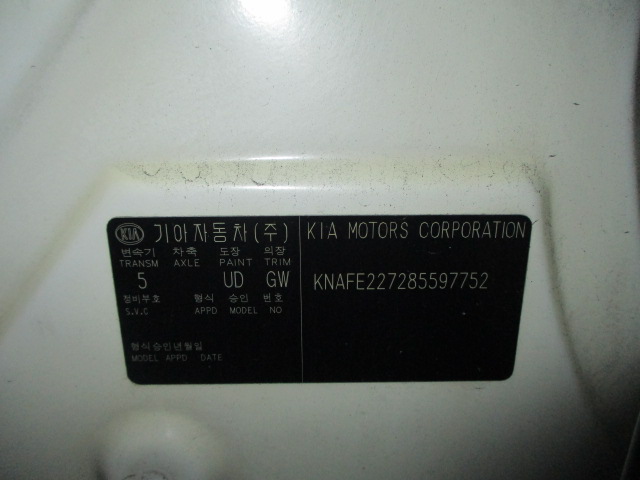 KIA 기아자동차(주) KIA MOTORS CORPORATION
변속기 차축 도장 의장
TRANSM AXLE PAINT TRIM
5 UD GW KNAFE227285597752
정비부호 형식 승인 번호
S.V.C APPD MODEL NO
형식승인년월일
MODEL APPD DATE